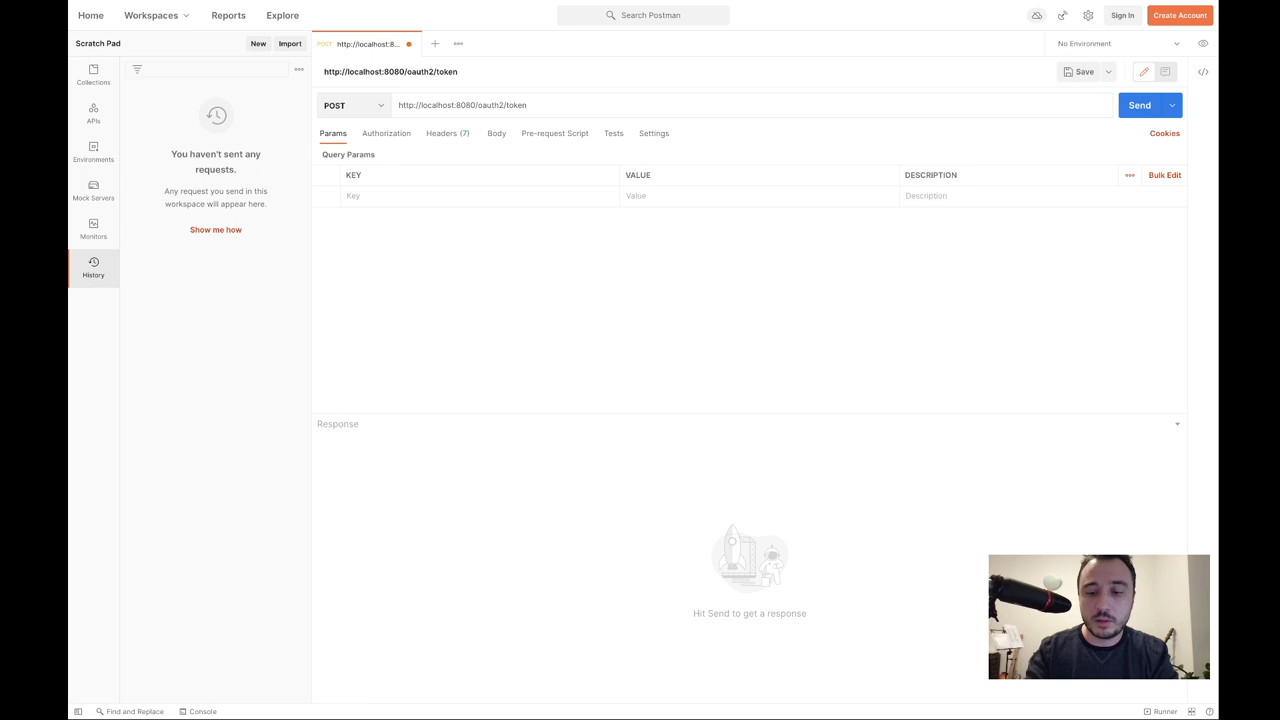 Home
Workspaces
Reports
Explore
Search Postman
Sign In
Create Account
Scratch Pad
New
Import
POST http://localhost:8...
No Environment
Collections
APIs
Environments
Mock Servers
Monitors
History
You haven't sent any
requests.
Any request you send in this
workspace will appear here.
Show me how
http://localhost:8080/oauth2/token
Save
POST
http://localhost:8080/oauth2/token
Send
Params
Authorization
Headers (7)
Body
Pre-request Script
Tests
Settings
Cookies
Query Params
KEY
VALUE
DESCRIPTION
Bulk Edit
Key
Value
Description
Response
Hit Send to get a response
Find and Replace
Console
Runner